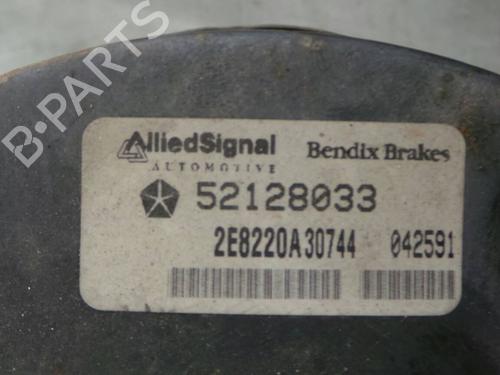 AlliedSignal Bendix Brakes
AUTOMOTIVE
52128033
2E8220A30744 042591
B-PARTS